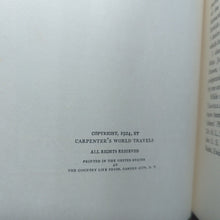 COPYRIGHT, 1924, BY
CARPENTER'S WORLD TRAVELS
ALL RIGHTS RESERVED
PRINTED IN THE UNITED STATES
AT
THE COUNTRY LIFE PRESS, GARDEN CITY, N. Y.